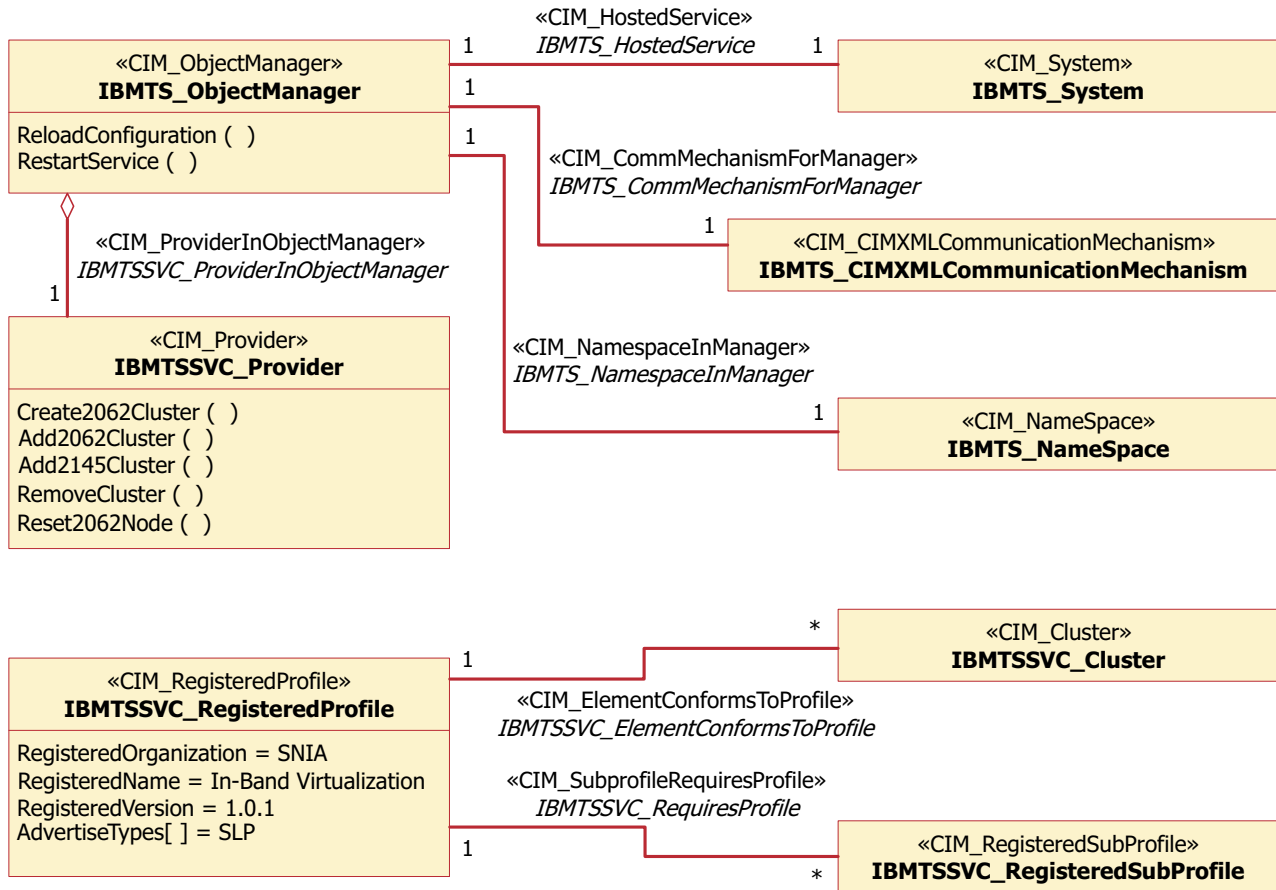 «CIM_HostedService»
IBMTS_HostedService
1
1
«CIM_ObjectManager»
IBMTS_ObjectManager
ReloadConfiguration ( )
RestartService ( )
«CIM_System»
IBMTS_System
1
1
«CIM_CommMechanismForManager»
IBMTS_CommMechanismForManager
1
«CIM_CIMXMLCommunicationMechanism»
IBMTS_CIMXMLCommunicationMechanism
«CIM_ProviderInObjectManager»
IBMTSSVC_ProviderInObjectManager
1
«CIM_Provider»
IBMTSSVC_Provider
Create2062Cluster ( )
Add2062Cluster ( )
Add2145Cluster ( )
RemoveCluster ( )
Reset2062Node ( )
«CIM_NamespaceInManager»
IBMTS_NamespaceInManager
1
«CIM_NameSpace»
IBMTS_NameSpace
*
«CIM_Cluster»
IBMTSSVC_Cluster
1
«CIM_RegisteredProfile»
IBMTSSVC_RegisteredProfile
RegisteredOrganization = SNIA
RegisteredName = In-Band Virtualization
RegisteredVersion = 1.0.1
AdvertiseTypes[ ] = SLP
«CIM_ElementConformsToProfile»
IBMTSSVC_ElementConformsToProfile
«CIM_SubprofileRequiresProfile»
IBMTSSVC_RequiresProfile
1
*
«CIM_RegisteredSubProfile»
IBMTSSVC_RegisteredSubProfile